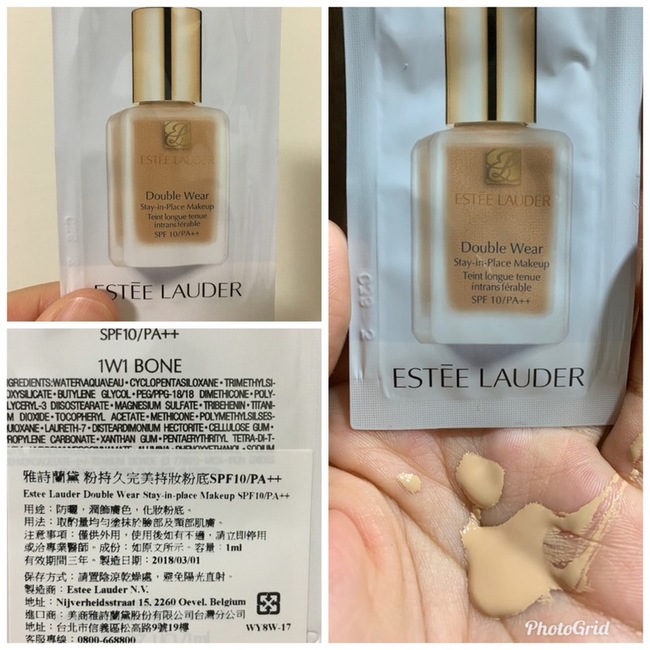 ESTĒE LAUDER
Double Wear
Stay-in-Place Makeup
Teint longue tenue
intransférable
SPF 10/PA++
ESTĒE LAUDER
ESTĒE LAUDER
Double Wear
Stay-in-Place Makeup
Teint longue tenue
intransférable
SPF 10/PA++
ESTĒE LAUDER
SPF10/PA++
1W1 BONE
GREDIENTS:WATER\AQUA\EAU•CYCLOPENTASILOXANE•TRIMETHYLSI-
OXYSILICATE•BUTYLENE GLYCOL•PEG/PPG-18/18 DIMETHICONE•POLY-
LYCERYL-3 DIISOSTEARATE•MAGNESIUM SULFATE•TRIBEHENIN•TITANI-
M DIOXIDE•TOCOPHERYL ACETATE•METHICONE•POLYMETHYLSILSES-
UIOXANE•LAURETH-7•DISTEARDIMONIUM HECTORITE•CELLULOSE GUM•
ROPYLENE CARBONATE•XANTHAN GUM•PENTAERYTHRITYL TETRA-DI-T-
雅詩蘭黛 粉持久完美持妝粉底SPF10/PA++
Estee Lauder Double Wear Stay-in-place Makeup SPF10/PA++
用途：防曬，潤飾膚色，化妝粉底。
用法：取酌量均勻塗抹於臉部及頸部肌膚。
注意事項：僅供外用，使用後如有不適，請立即停用
或洽專業醫師。成份：如原文所示。容量：1ml
有效期間三年。製造日期：2018/03/01
保存方式：請置陰涼乾燥處，避免陽光直射。
製造商：Estee Lauder N.V.
地址：Nijverheidsstraat 15, 2260 Oevel, Belgium
進口商：美商雅詩蘭黛股份有限公司台灣分公司
地址：台北市信義區松高路9號19樓 WY8W-17
客服專線：0800-668800
PhotoGrid